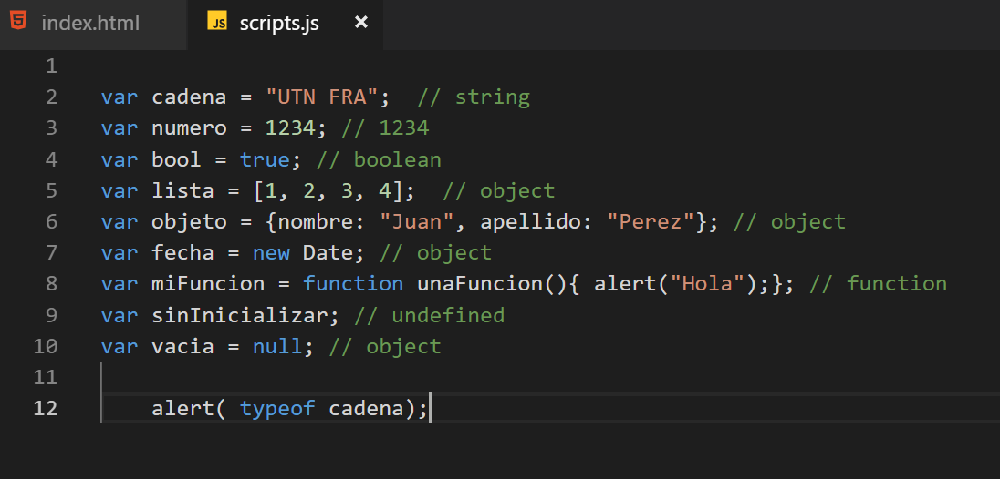 index.html JS scripts.js ×
1
2 var cadena = "UTN FRA";  // string
3 var numero = 1234; // 1234
4 var bool = true; // boolean
5 var lista = [1, 2, 3, 4];  // object
6 var objeto = {nombre: "Juan", apellido: "Perez"}; // object
7 var fecha = new Date; // object
8 var miFuncion = function unaFuncion(){ alert("Hola");}; // function
9 var sinInicializar; // undefined
10 var vacia = null; // object
11
12     alert( typeof cadena);